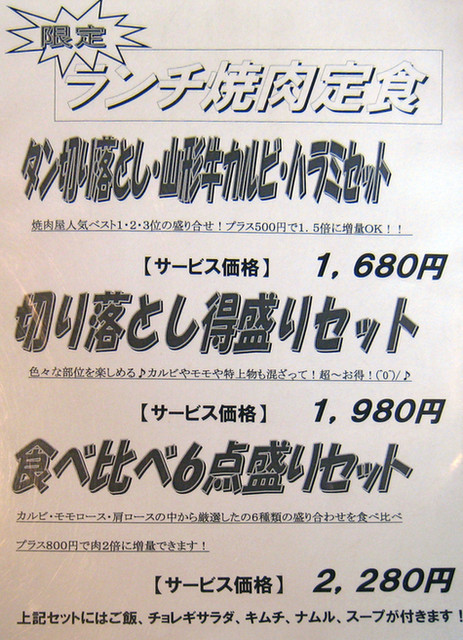 限定
ランチ焼肉定食
タン切り落とし・山形牛カルビ・ハラミセット
焼肉屋人気ベスト1・2・3位の盛り合せ！プラス500円で1.5倍に増量OK！！
【サービス価格】 1,680円
切り落とし得盛りセット
色々な部位を楽しめる♪カルビやモモや特上物も混ざって！超～お得！(^0^)/♪
【サービス価格】 1,980円
食べ比べ6点盛りセット
カルビ・モモロース・肩ロースの中から厳選したの6種類の盛り合わせを食べ比べ
プラス800円で肉2倍に増量できます！
【サービス価格】 2,280円
上記セットにはご飯、チョレギサラダ、キムチ、ナムル、スープが付きます！